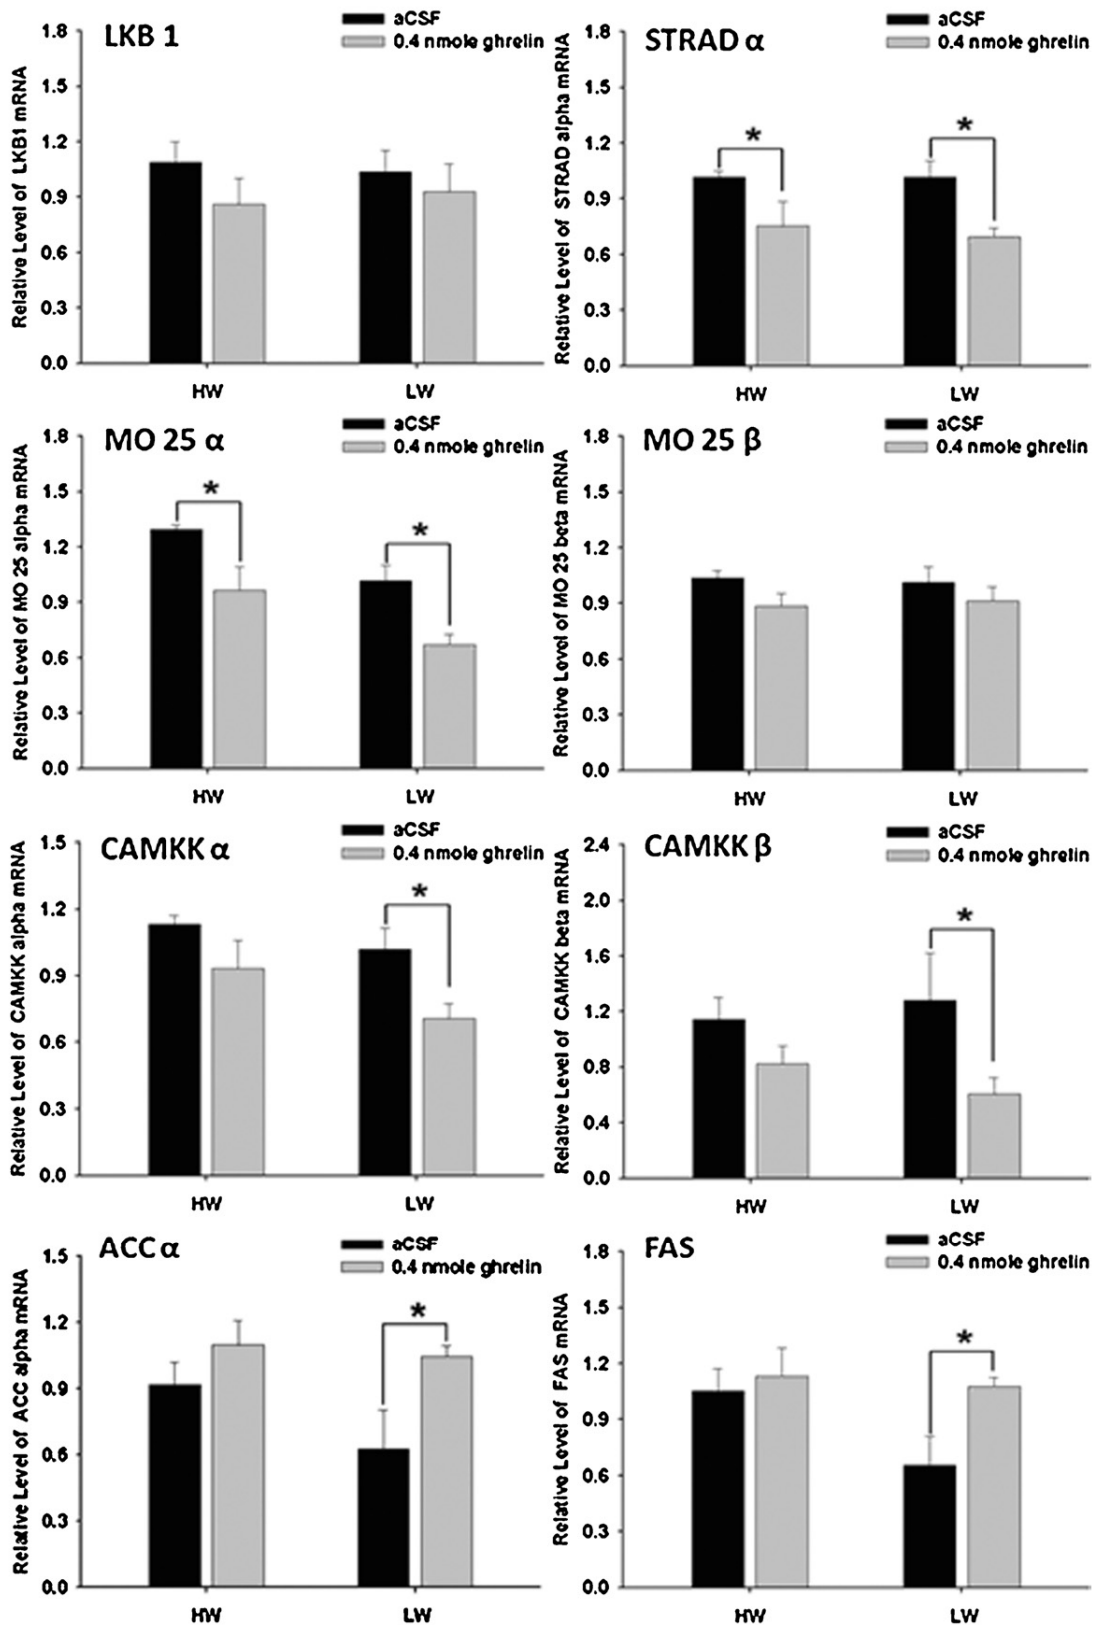 LKB 1
aCSF
0.4 nmole ghrelin
Relative Level of LKB1 mRNA
1.8
1.5
1.2
0.9
0.6
0.3
0.0
HW
LW
STRAD α
aCSF
0.4 nmole ghrelin
Relative Level of STRAD alpha mRNA
1.8
1.5
1.2
0.9
0.6
0.3
0.0
*
*
HW
LW
MO 25 α
aCSF
0.4 nmole ghrelin
Relative Level of MO 25 alpha mRNA
1.8
1.5
1.2
0.9
0.6
0.3
0.0
*
*
HW
LW
MO 25 β
aCSF
0.4 nmole ghrelin
Relative Level of MO 25 beta mRNA
1.8
1.5
1.2
0.9
0.6
0.3
0.0
HW
LW
CAMKK α
aCSF
0.4 nmole ghrelin
Relative Level of CAMKK alpha mRNA
1.5
1.2
0.9
0.6
0.3
0.0
*
HW
LW
CAMKK β
aCSF
0.4 nmole ghrelin
Relative Level of CAMKK beta mRNA
2.4
2.0
1.6
1.2
0.8
0.4
0.0
*
HW
LW
ACC α
aCSF
0.4 nmole ghrelin
Relative Level of ACC alpha mRNA
1.5
1.2
0.9
0.6
0.3
0.0
*
HW
LW
FAS
aCSF
0.4 nmole ghrelin
Relative Level of FAS mRNA
1.8
1.5
1.2
0.9
0.6
0.3
0.0
*
HW
LW